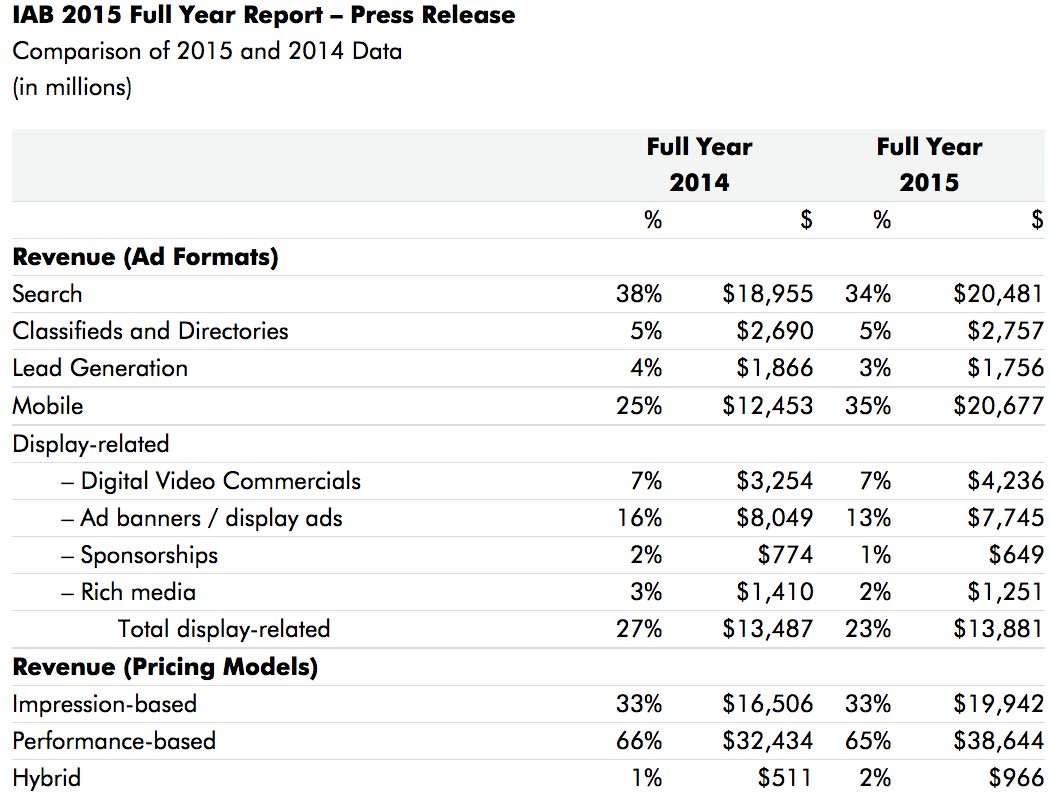 IAB 2015 Full Year Report – Press Release
Comparison of 2015 and 2014 Data
(in millions)
Full Year Full Year
2014 2015
% $ % $
Revenue (Ad Formats)
Search 38% $18,955 34% $20,481
Classifieds and Directories 5% $2,690 5% $2,757
Lead Generation 4% $1,866 3% $1,756
Mobile 25% $12,453 35% $20,677
Display-related
– Digital Video Commercials 7% $3,254 7% $4,236
– Ad banners / display ads 16% $8,049 13% $7,745
– Sponsorships 2% $774 1% $649
– Rich media 3% $1,410 2% $1,251
Total display-related 27% $13,487 23% $13,881
Revenue (Pricing Models)
Impression-based 33% $16,506 33% $19,942
Performance-based 66% $32,434 65% $38,644
Hybrid 1% $511 2% $966